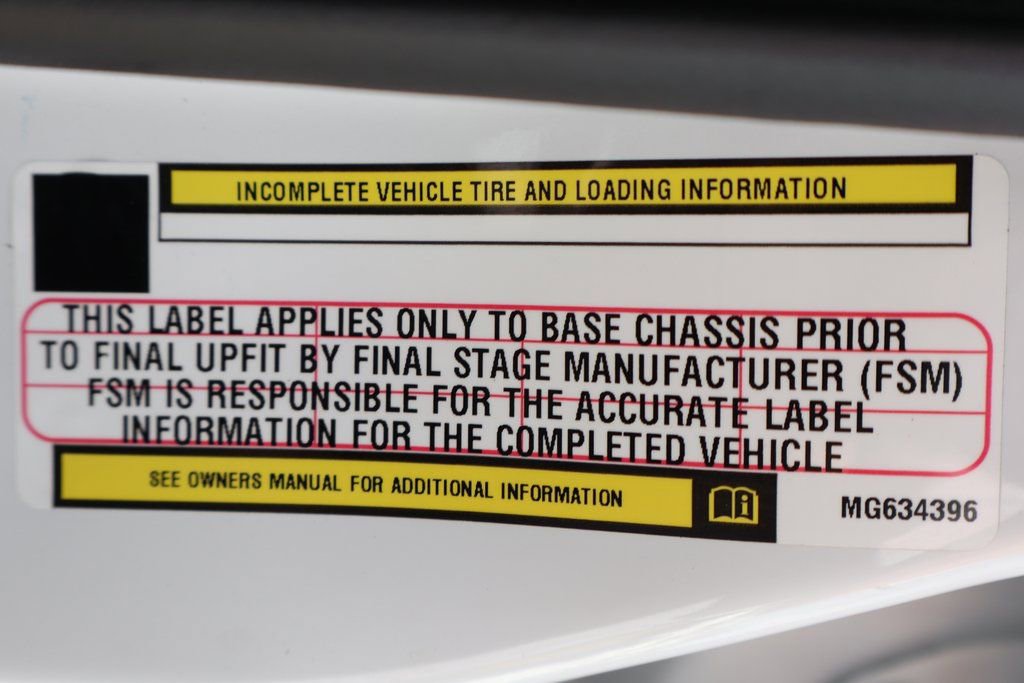 INCOMPLETE VEHICLE TIRE AND LOADING INFORMATION
THIS LABEL APPLIES ONLY TO BASE CHASSIS PRIOR
TO FINAL UPFIT BY FINAL STAGE MANUFACTURER (FSM)
FSM IS RESPONSIBLE FOR THE ACCURATE LABEL
INFORMATION FOR THE COMPLETED VEHICLE
SEE OWNERS MANUAL FOR ADDITIONAL INFORMATION
MG634396